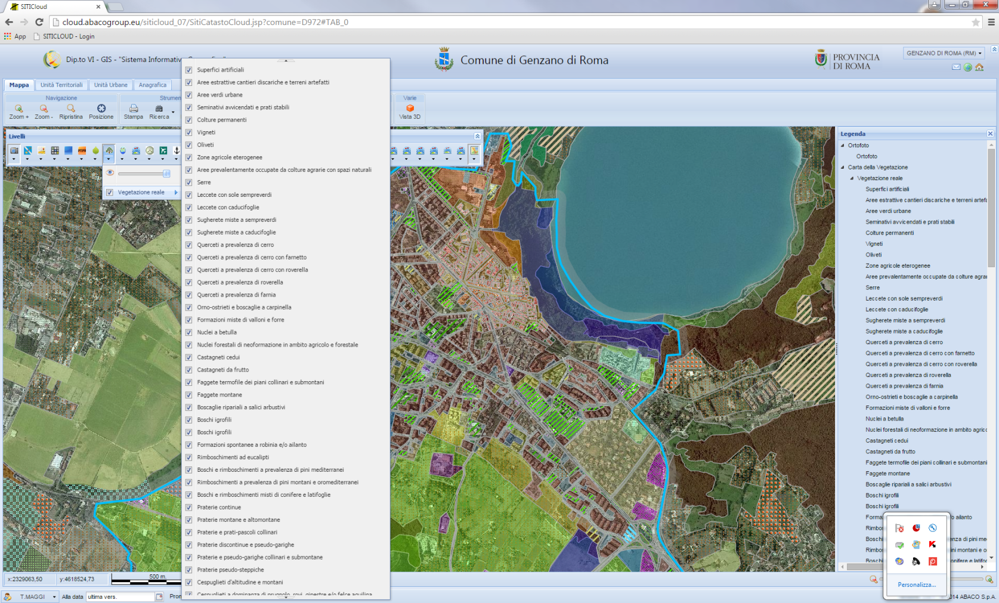 SITICloud
cloud.abacogroup.eu/siticloud_07/SitiCatastoCloud.jsp?comune=D972#TAB_0
App
SITICLOUD - Login
Dip.to VI - GIS - "Sistema Informativ
Comune di Genzano di Roma
PROVINCIA
DI ROMA
GENZANO DI ROMA (RM)
Mappa
Unità Territoriali
Unità Urbane
Anagrafica
Navigazione
Strumen
Varie
Zoom +
Zoom -
Ripristina
Posizione
Stampa
Ricerca
Vista 3D
Livelli
PTPR
Vegetazione reale
Superfici artificiali
Aree estrattive cantieri discariche e terreni artefatti
Aree verdi urbane
Seminativi avvicendati e prati stabili
Colture permanenti
Vigneti
Oliveti
Zone agricole eterogenee
Aree prevalentemente occupate da colture agrarie con spazi naturali
Serre
Leccete con sole sempreverdi
Leccete con caducifoglie
Sugherete miste a sempreverdi
Sugherete miste a caducifoglie
Querceti a prevalenza di cerro
Querceti a prevalenza di cerro con farnetto
Querceti a prevalenza di cerro con roverella
Querceti a prevalenza di roverella
Querceti a prevalenza di farnia
Orno-ostrieti e boscaglie a carpinella
Formazioni miste di valloni e forre
Nuclei a betulla
Nuclei forestali di neoformazione in ambito agricolo e forestale
Castagneti cedui
Castagneti da frutto
Faggete termofile dei piani collinari e submontani
Faggete montane
Boscaglie ripariali a salici arbustivi
Boschi igrofili
Boschi igrofili
Formazioni spontanee a robinia e/o ailanto
Rimboschimenti ad eucalipti
Boschi e rimboschimenti a prevalenza di pini mediterranei
Rimboschimenti a prevalenza di pini montani e oromediterranei
Boschi e rimboschimenti misti di conifere e latifoglie
Praterie continue
Praterie montane e altomontane
Praterie e prati-pascoli collinari
Praterie discontinue e pseudo-garighe
Praterie e pseudo-garighe collinari e submontane
Praterie pseudo-steppiche
Cespuglieti d'altitudine e montani
Cespuglieti a dominanza di prugnolo, rovi, ginestre e/o felce aquilina
Legenda
Ortofoto
Ortofoto
Carta della Vegetazione
Vegetazione reale
Superfici artificiali
Aree estrattive cantieri discariche e terreni artefa
Aree verdi urbane
Seminativi avvicendati e prati stabili
Colture permanenti
Vigneti
Oliveti
Zone agricole eterogenee
Aree prevalentemente occupate da colture agrar
Serre
Leccete con sole sempreverdi
Leccete con caducifoglie
Sugherete miste a sempreverdi
Sugherete miste a caducifoglie
Querceti a prevalenza di cerro
Querceti a prevalenza di cerro con farnetto
Querceti a prevalenza di cerro con roverella
Querceti a prevalenza di roverella
Querceti a prevalenza di farnia
Orno-ostrieti e boscaglie a carpinella
Formazioni miste di valloni e forre
Nuclei a betulla
Nuclei forestali di neoformazione in ambito agrico
Castagneti cedui
Castagneti da frutto
Faggete termofile dei piani collinari e submontani
Faggete montane
Boscaglie ripariali a salici arbustivi
Boschi igrofili
Boschi igrofili
Forma o ailanto
Rimbo
Boschi nza di pini me
Rimbo ini montani e o
Boschi onifere e latifo
Personalizza...
x:2329063,50
y:4618524,73
500 m.
T.MAGGI
Alla data
ultima vers.
Pron
14 ABACO S.p.A.